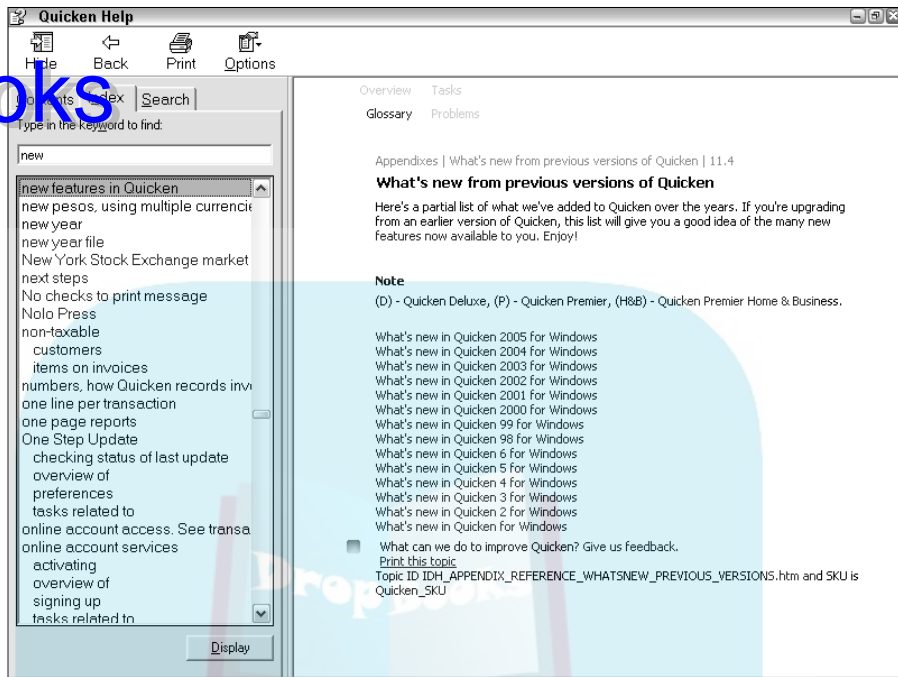 Quicken Help
Hide Back Print Options
oks
Contents Index Search
Type in the keyword to find:
new
new features in Quicken
new pesos, using multiple currencie
new year
new year file
New York Stock Exchange market
next steps
No checks to print message
Nolo Press
non-taxable
customers
items on invoices
numbers, how Quicken records inv
one line per transaction
one page reports
One Step Update
checking status of last update
overview of
preferences
tasks related to
online account access. See transa
online account services
activating
overview of
signing up
tasks related to
Display
Overview Tasks
Glossary Problems
Appendixes | What's new from previous versions of Quicken | 11.4
What's new from previous versions of Quicken
Here's a partial list of what we've added to Quicken over the years. If you're upgrading
from an earlier version of Quicken, this list will give you a good idea of the many new
features now available to you. Enjoy!
Note
(D) - Quicken Deluxe, (P) - Quicken Premier, (H&B) - Quicken Premier Home & Business.
What's new in Quicken 2005 for Windows
What's new in Quicken 2004 for Windows
What's new in Quicken 2003 for Windows
What's new in Quicken 2002 for Windows
What's new in Quicken 2001 for Windows
What's new in Quicken 2000 for Windows
What's new in Quicken 99 for Windows
What's new in Quicken 98 for Windows
What's new in Quicken 6 for Windows
What's new in Quicken 5 for Windows
What's new in Quicken 4 for Windows
What's new in Quicken 3 for Windows
What's new in Quicken 2 for Windows
What's new in Quicken for Windows
What can we do to improve Quicken? Give us feedback.
Print this topic
Topic ID IDH_APPENDIX_REFERENCE_WHATSNEW_PREVIOUS_VERSIONS.htm and SKU is
Quicken_SKU
DropBooks